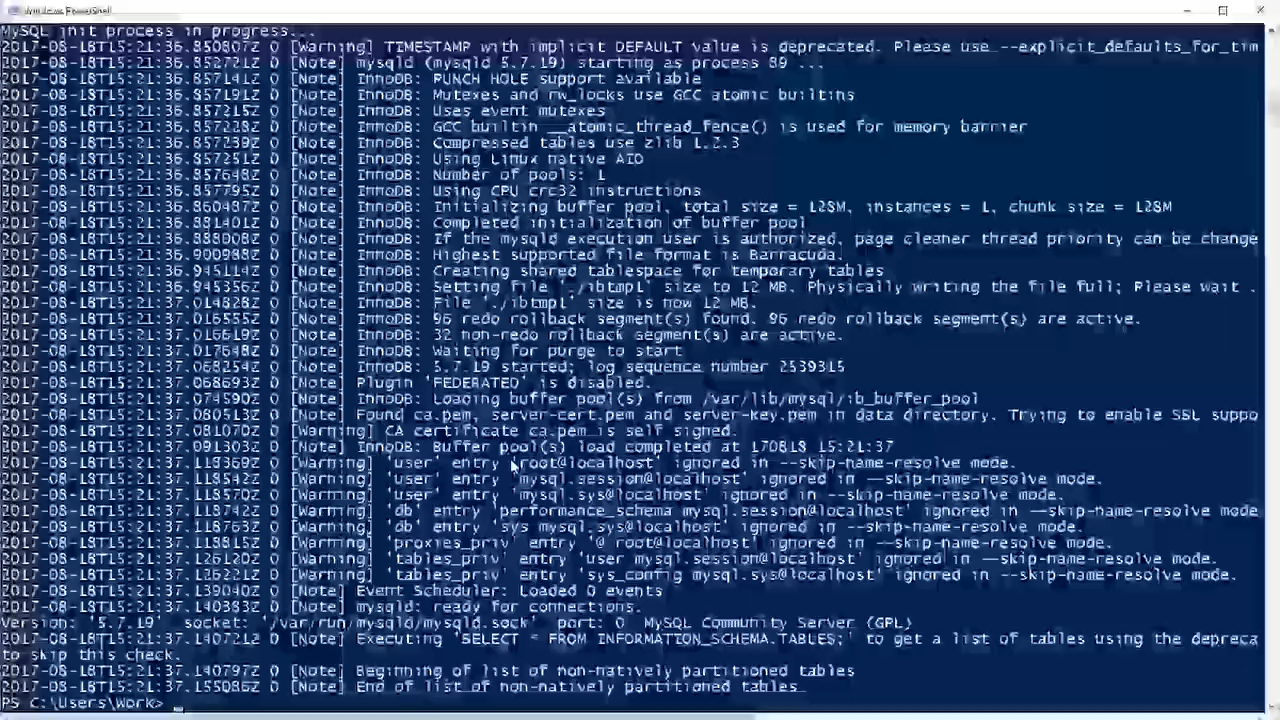 Windows PowerShell
MySQL init process in progress...
2017-08-18T15:21:36.850807Z 0 [Warning] TIMESTAMP with implicit DEFAULT value is deprecated. Please use --explicit_defaults_for_tim
2017-08-18T15:21:36.852721Z 0 [Note] mysqld (mysqld 5.7.19) starting as process 89 ...
2017-08-18T15:21:36.857141Z 0 [Note] InnoDB: PUNCH HOLE support available
2017-08-18T15:21:36.857191Z 0 [Note] InnoDB: Mutexes and rw_locks use GCC atomic builtins
2017-08-18T15:21:36.857215Z 0 [Note] InnoDB: Uses event mutexes
2017-08-18T15:21:36.857228Z 0 [Note] InnoDB: GCC builtin __atomic_thread_fence() is used for memory barrier
2017-08-18T15:21:36.857239Z 0 [Note] InnoDB: Compressed tables use zlib 1.2.3
2017-08-18T15:21:36.857251Z 0 [Note] InnoDB: Using Linux native AIO
2017-08-18T15:21:36.857648Z 0 [Note] InnoDB: Number of pools: 1
2017-08-18T15:21:36.857795Z 0 [Note] InnoDB: Using CPU crc32 instructions
2017-08-18T15:21:36.860487Z 0 [Note] InnoDB: Initializing buffer pool, total size = 128M, instances = 1, chunk size = 128M
2017-08-18T15:21:36.881401Z 0 [Note] InnoDB: Completed initialization of buffer pool
2017-08-18T15:21:36.888008Z 0 [Note] InnoDB: If the mysqld execution user is authorized, page cleaner thread priority can be change
2017-08-18T15:21:36.900988Z 0 [Note] InnoDB: Highest supported file format is Barracuda.
2017-08-18T15:21:36.945114Z 0 [Note] InnoDB: Creating shared tablespace for temporary tables
2017-08-18T15:21:36.945356Z 0 [Note] InnoDB: Setting file './ibtmp1' size to 12 MB. Physically writing the file full; Please wait .
2017-08-18T15:21:37.014828Z 0 [Note] InnoDB: File './ibtmp1' size is now 12 MB.
2017-08-18T15:21:37.016555Z 0 [Note] InnoDB: 96 redo rollback segment(s) found. 96 redo rollback segment(s) are active.
2017-08-18T15:21:37.016619Z 0 [Note] InnoDB: 32 non-redo rollback segment(s) are active.
2017-08-18T15:21:37.017648Z 0 [Note] InnoDB: Waiting for purge to start
2017-08-18T15:21:37.068254Z 0 [Note] InnoDB: 5.7.19 started; log sequence number 2539315
2017-08-18T15:21:37.068693Z 0 [Note] Plugin 'FEDERATED' is disabled.
2017-08-18T15:21:37.074590Z 0 [Note] InnoDB: Loading buffer pool(s) from /var/lib/mysql/ib_buffer_pool
2017-08-18T15:21:37.080513Z 0 [Note] Found ca.pem, server-cert.pem and server-key.pem in data directory. Trying to enable SSL suppo
2017-08-18T15:21:37.081070Z 0 [Warning] CA certificate ca.pem is self signed.
2017-08-18T15:21:37.091303Z 0 [Note] InnoDB: Buffer pool(s) load completed at 170818 15:21:37
2017-08-18T15:21:37.118369Z 0 [Warning] 'user' entry 'root@localhost' ignored in --skip-name-resolve mode.
2017-08-18T15:21:37.118542Z 0 [Warning] 'user' entry 'mysql.session@localhost' ignored in --skip-name-resolve mode.
2017-08-18T15:21:37.118570Z 0 [Warning] 'user' entry 'mysql.sys@localhost' ignored in --skip-name-resolve mode.
2017-08-18T15:21:37.118742Z 0 [Warning] 'db' entry 'performance_schema mysql.session@localhost' ignored in --skip-name-resolve mode
2017-08-18T15:21:37.118763Z 0 [Warning] 'db' entry 'sys mysql.sys@localhost' ignored in --skip-name-resolve mode.
2017-08-18T15:21:37.118815Z 0 [Warning] 'proxies_priv' entry '@ root@localhost' ignored in --skip-name-resolve mode.
2017-08-18T15:21:37.126120Z 0 [Warning] 'tables_priv' entry 'user mysql.session@localhost' ignored in --skip-name-resolve mode.
2017-08-18T15:21:37.126221Z 0 [Warning] 'tables_priv' entry 'sys_config mysql.sys@localhost' ignored in --skip-name-resolve mode.
2017-08-18T15:21:37.139040Z 0 [Note] Event Scheduler: Loaded 0 events
2017-08-18T15:21:37.140383Z 0 [Note] mysqld: ready for connections.
Version: '5.7.19'  socket: '/var/run/mysqld/mysqld.sock'  port: 0  MySQL Community Server (GPL)
2017-08-18T15:21:37.140721Z 0 [Note] Executing 'SELECT * FROM INFORMATION_SCHEMA.TABLES;' to get a list of tables using the depreca
to skip this check.
2017-08-18T15:21:37.140797Z 0 [Note] Beginning of list of non-natively partitioned tables
2017-08-18T15:21:37.155086Z 0 [Note] End of list of non-natively partitioned tables
PS C:\Users\Work> _